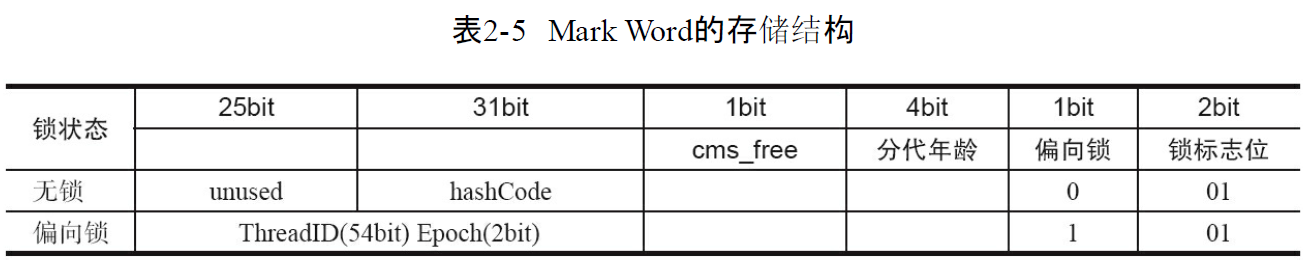 表2-5 Mark Word的存储结构
锁状态 25bit 31bit 1bit 4bit 1bit 2bit
cms_free 分代年龄 偏向锁 锁标志位
无锁 unused hashCode 0 01
偏向锁 ThreadID(54bit) Epoch(2bit) 1 01